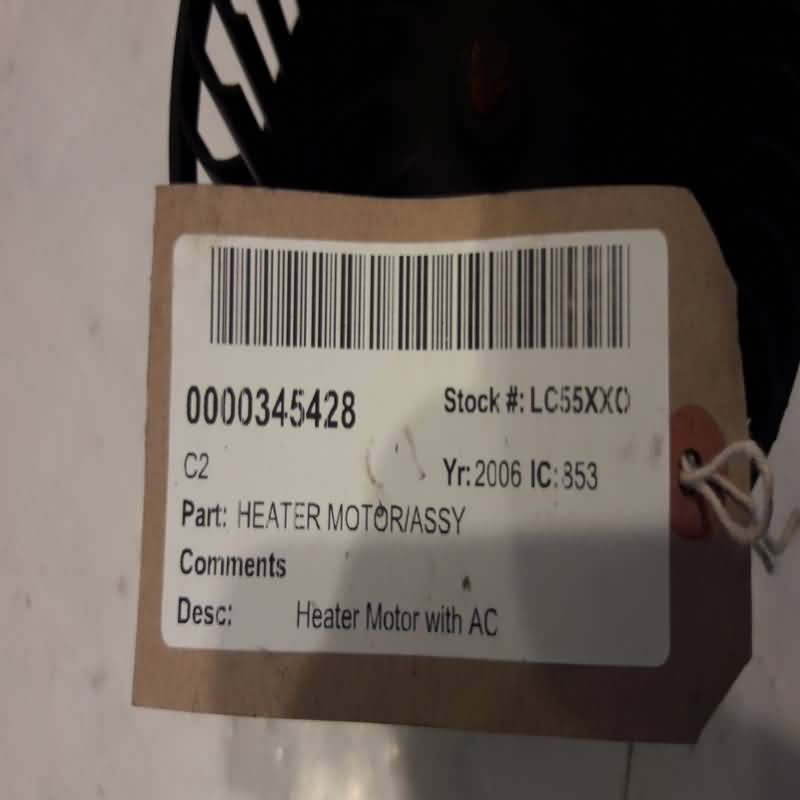 0000345428 Stock #: LC55XXO
C2 Yr: 2006 IC: 853
Part: HEATER MOTOR/ASSY
Comments
Desc: Heater Motor with AC